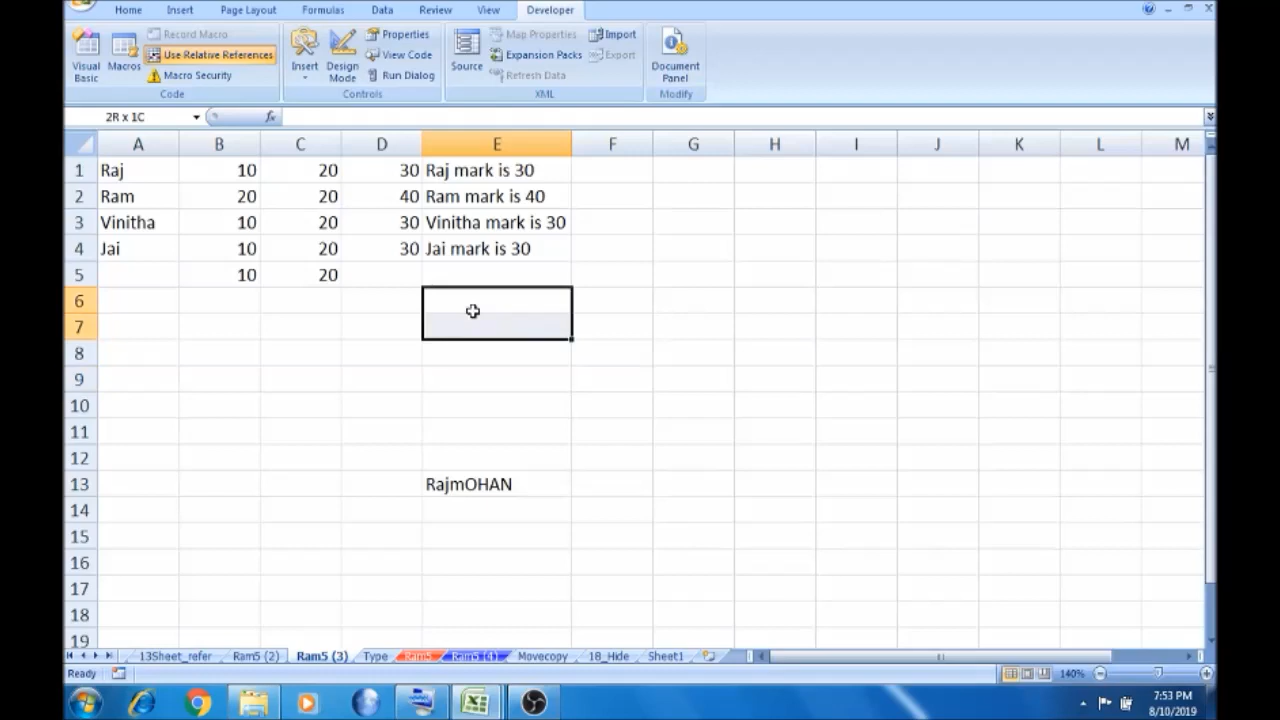 Home Insert Page Layout Formulas Data Review View Developer
Visual Basic
Macros
Record Macro
Use Relative References
Macro Security
Code
Insert
Design Mode
Properties
View Code
Run Dialog
Controls
Source
Map Properties
Expansion Packs
Refresh Data
Import
Export
XML
Document Panel
Modify
2R x 1C fx
A B C D E F G H I J K L M
1 Raj 10 20 30 Raj mark is 30
2 Ram 20 20 40 Ram mark is 40
3 Vinitha 10 20 30 Vinitha mark is 30
4 Jai 10 20 30 Jai mark is 30
5 10 20
6
7
8
9
10
11
12
13 RajmOHAN
14
15
16
17
18
19
13Sheet_refer Ram5 (2) Ram5 (3) Type Ram5 Ram5 (4) Movecopy 18_Hide Sheet1
Ready 140%
7:53 PM
8/10/2019